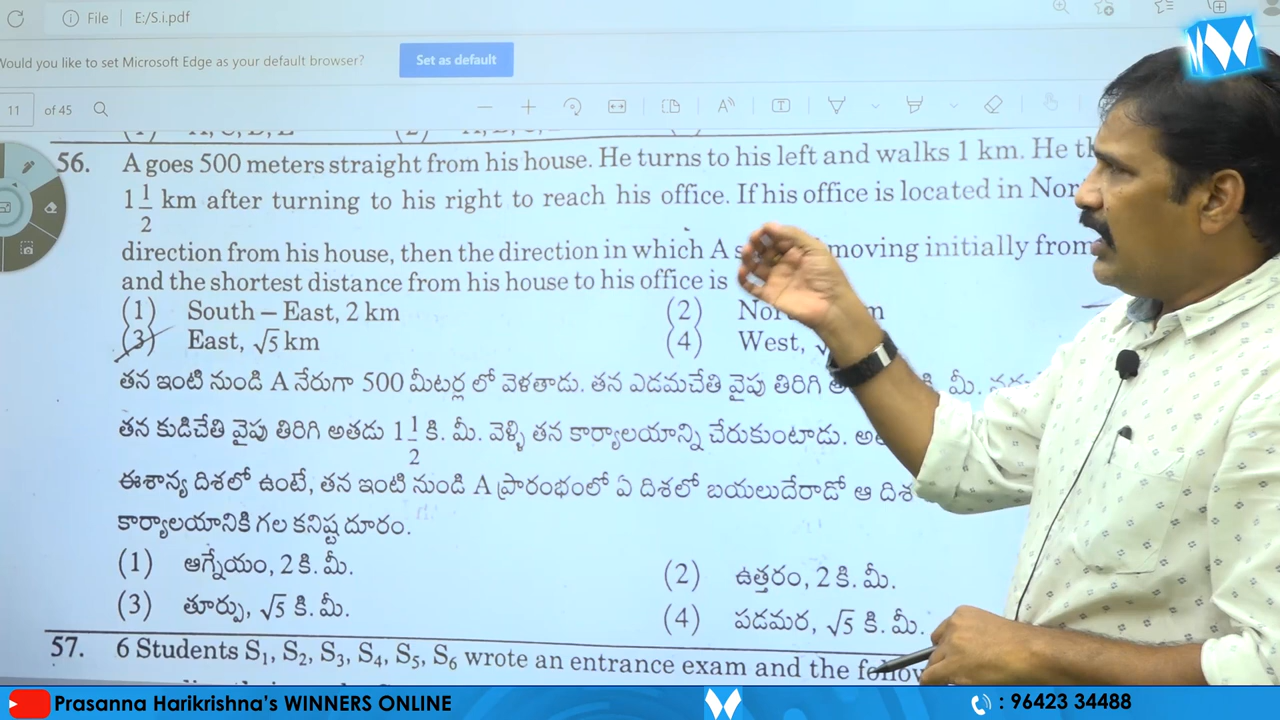 File E:/S.i.pdf
Would you like to set Microsoft Edge as your default browser? Set as default
11 of 45
56. A goes 500 meters straight from his house. He turns to his left and walks 1 km. He
1 1/2 km after turning to his right to reach his office. If his office is located in
direction from his house, then the direction in which A moving initially from
and the shortest distance from his house to his office is
(1) South – East, 2 km (2)
(3) East, √5 km (4) West,
తన ఇంటి నుండి A నేరుగా 500 మీటర్ల లో వెళతాడు. తన ఎడమచేతి వైపు తిరిగి మీ.
తన కుడిచేతి వైపు తిరిగి అతడు 1 1/2 కి. మీ. వెళ్ళి తన కార్యాలయాన్ని చేరుకుంటాడు.
ఈశాన్య దిశలో ఉంటే, తన ఇంటి నుండి A ప్రారంభంలో ఏ దిశలో బయలుదేరాడో ఆ
కార్యాలయానికి గల కనిష్ట దూరం.
(1) ఆగ్నేయం, 2 కి. మీ. (2) ఉత్తరం, 2 కి. మీ.
(3) తూర్పు, √5 కి. మీ. (4) పడమర, √5 కి. మీ.
57. 6 Students S₁, S₂, S₃, S₄, S₅, S₆ wrote an entrance exam and the
Prasanna Harikrishna's WINNERS ONLINE : 96423 34488